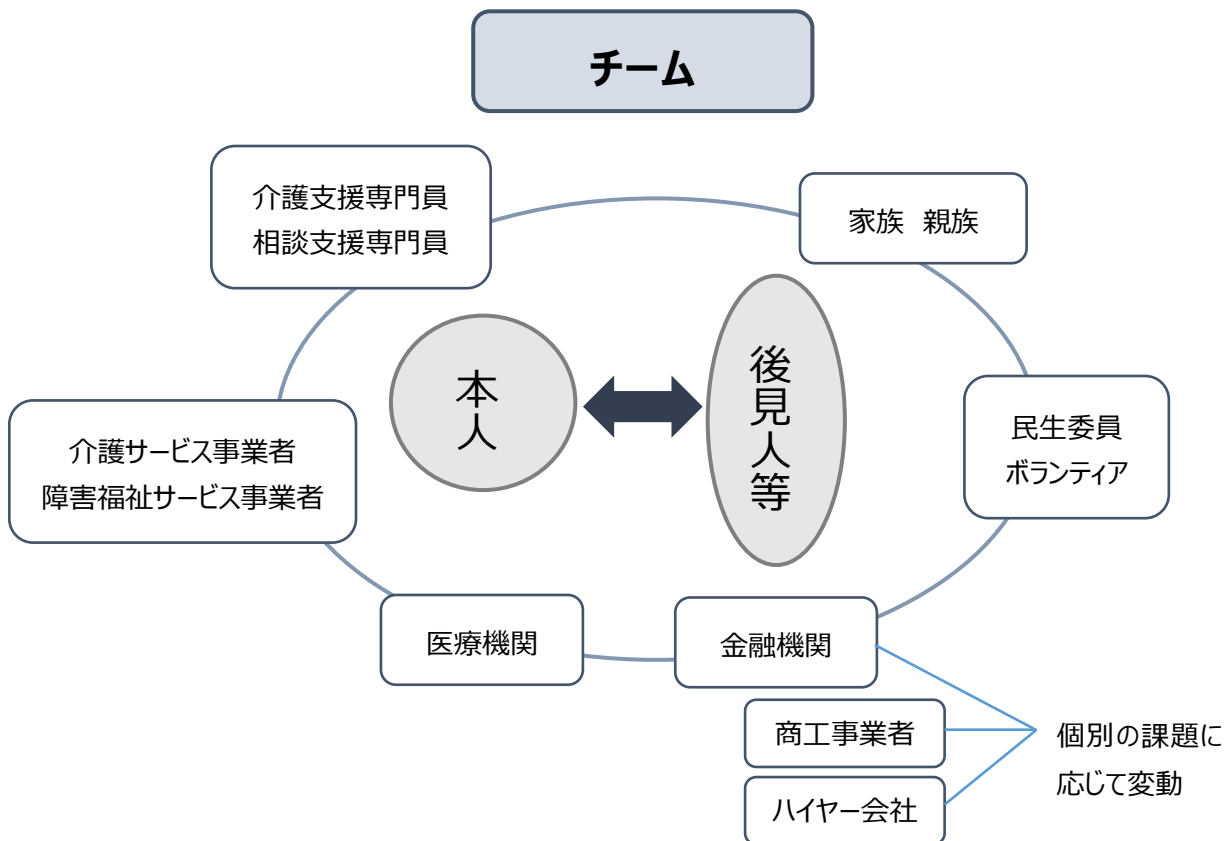 チーム
介護支援専門員
相談支援専門員
家族 親族
本人
後見人等
介護サービス事業者
障害福祉サービス事業者
民生委員
ボランティア
医療機関
金融機関
商工事業者
ハイヤー会社
個別の課題に
応じて変動